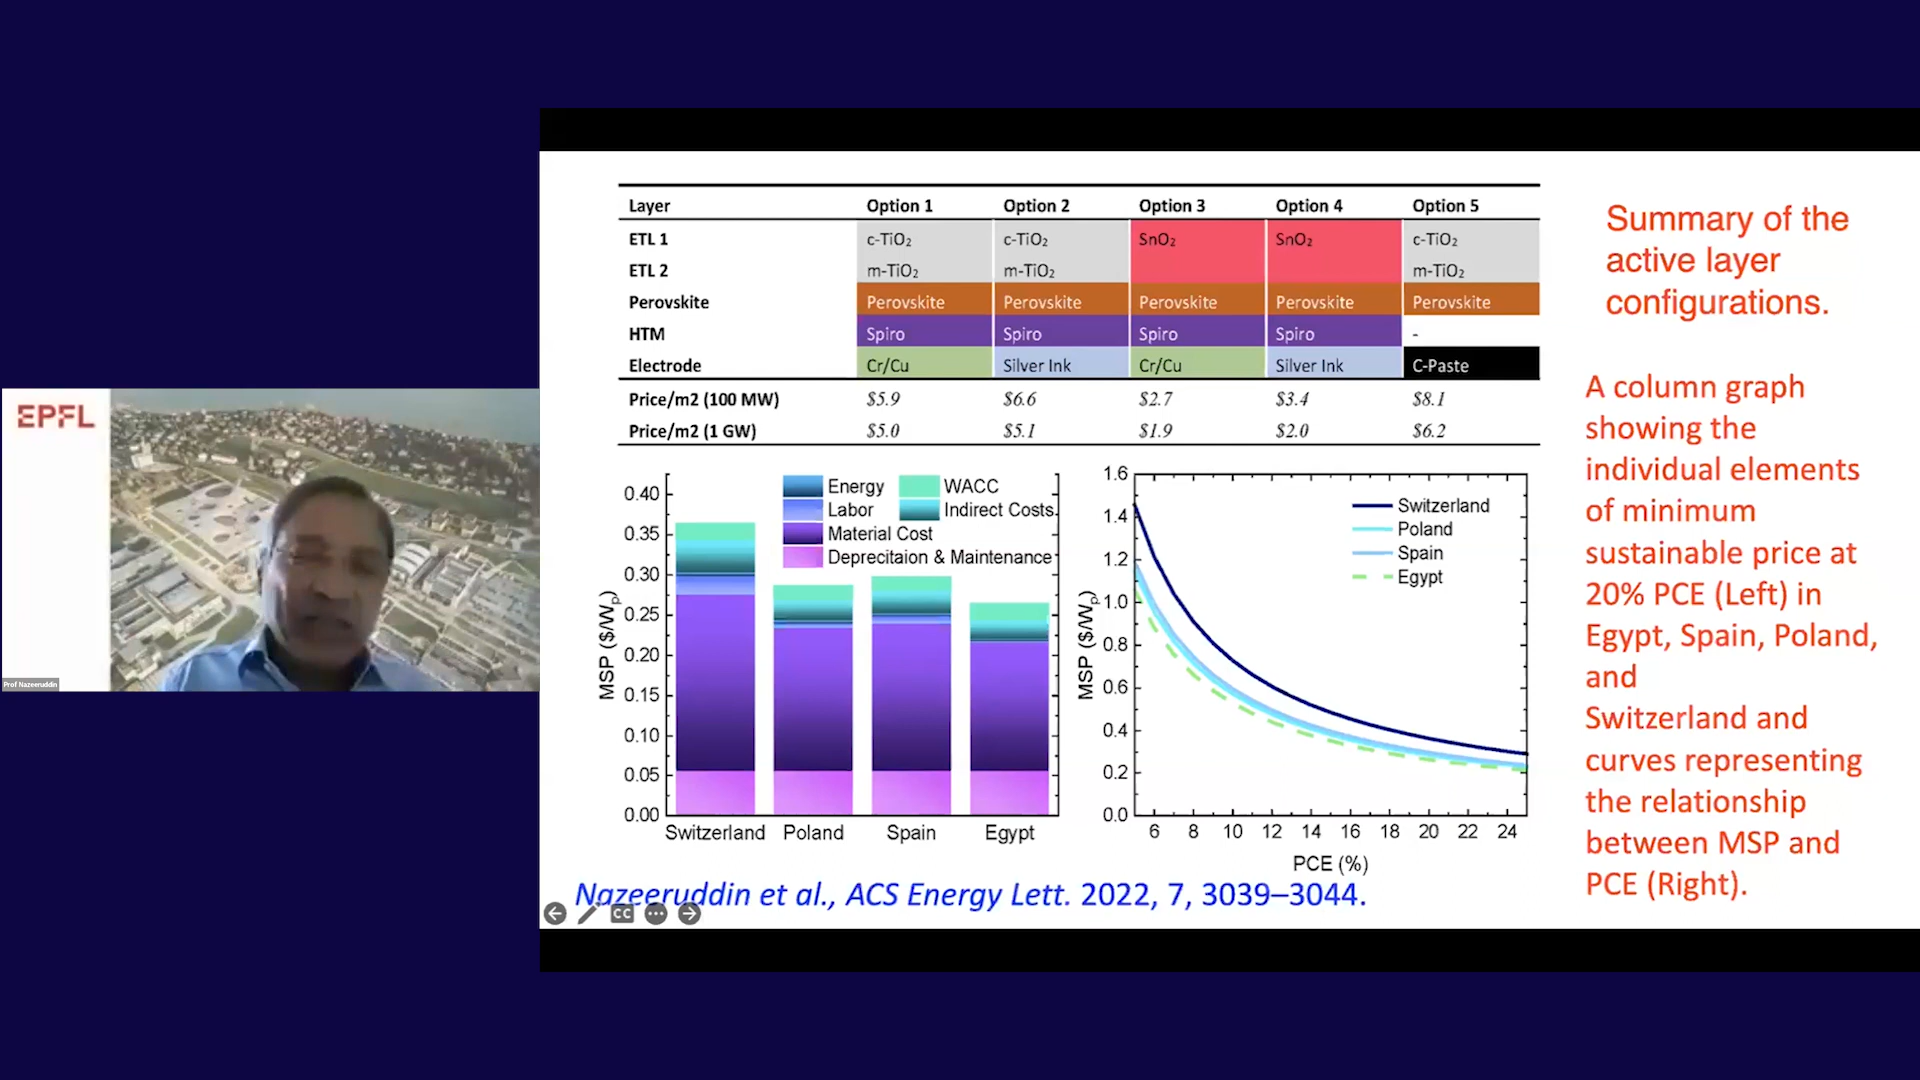 EPFL
Prof Nazeeruddin
Layer Option 1 Option 2 Option 3 Option 4 Option 5
ETL 1 c-TiO₂ c-TiO₂ SnO₂ SnO₂ c-TiO₂
ETL 2 m-TiO₂ m-TiO₂ m-TiO₂
Perovskite Perovskite Perovskite Perovskite Perovskite Perovskite
HTM Spiro Spiro Spiro Spiro -
Electrode Cr/Cu Silver Ink Cr/Cu Silver Ink C-Paste
Price/m2 (100 MW) $5.9 $6.6 $2.7 $3.4 $8.1
Price/m2 (1 GW) $5.0 $5.1 $1.9 $2.0 $6.2
MSP ($/Wₚ)
0.40
0.35
0.30
0.25
0.20
0.15
0.10
0.05
0.00
Energy WACC
Labor Indirect Costs
Material Cost
Deprecitaion & Maintenance
Switzerland Poland Spain Egypt
MSP ($/Wₚ)
1.6
1.4
1.2
1.0
0.8
0.6
0.4
0.2
0.0
Switzerland
Poland
Spain
Egypt
6 8 10 12 14 16 18 20 22 24
PCE (%)
Nazeeruddin et al., ACS Energy Lett. 2022, 7, 3039–3044.
CC
Summary of the
active layer
configurations.
A column graph
showing the
individual elements
of minimum
sustainable price at
20% PCE (Left) in
Egypt, Spain, Poland,
and
Switzerland and
curves representing
the relationship
between MSP and
PCE (Right).